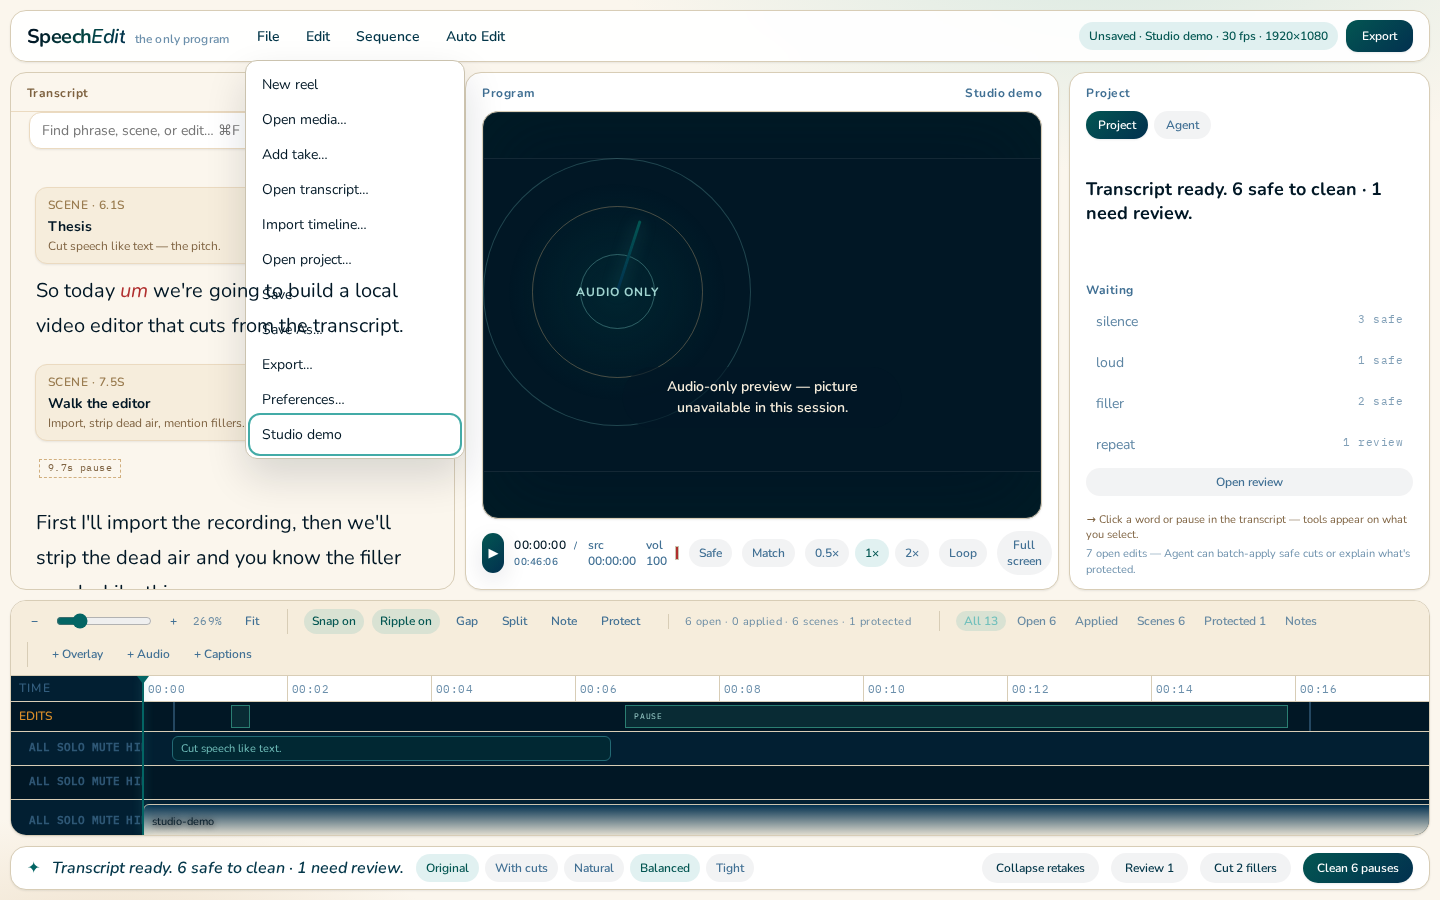 SpeechEdit the only program
File Edit Sequence Auto Edit
Unsaved · Studio demo · 30 fps · 1920×1080
Export
Transcript
Find phrase, scene, or edit... ⌘F
SCENE · 6.1S
Thesis
Cut speech like text — the pitch.
So today um we're going to build a local
video editor that cuts from the transcript.
SCENE · 7.5S
Walk the editor
Import, strip dead air, mention fillers.
9.7s pause
First I'll import the recording, then we'll
strip the dead air and you know the filler
New reel
Open media...
Add take...
Open transcript...
Import timeline...
Open project...
Save
Save As...
Export...
Preferences...
Studio demo
Program Studio demo
AUDIO ONLY
Audio-only preview — picture
unavailable in this session.
▶ 00:00:00 / 00:46:06
src 00:00:00
vol 100
Safe Match 0.5× 1× 2× Loop Full screen
Project
Project Agent
Transcript ready. 6 safe to clean · 1
need review.
Waiting
silence 3 safe
loud 1 safe
filler 2 safe
repeat 1 review
Open review
→ Click a word or pause in the transcript — tools appear on what
you select.
7 open edits — Agent can batch-apply safe cuts or explain what's
protected.
− + 269% Fit Snap on Ripple on Gap Split Note Protect 6 open · 0 applied · 6 scenes · 1 protected All 13 Open 6 Applied Scenes 6 Protected 1 Notes
+ Overlay + Audio + Captions
TIME 00:00 00:02 00:04 00:06 00:08 00:10 00:12 00:14 00:16
EDITS PAUSE
ALL SOLO MUTE HI Cut speech like text.
ALL SOLO MUTE HI
ALL SOLO MUTE HI studio-demo
✦ Transcript ready. 6 safe to clean · 1 need review. Original With cuts Natural Balanced Tight Collapse retakes Review 1 Cut 2 fillers Clean 6 pauses